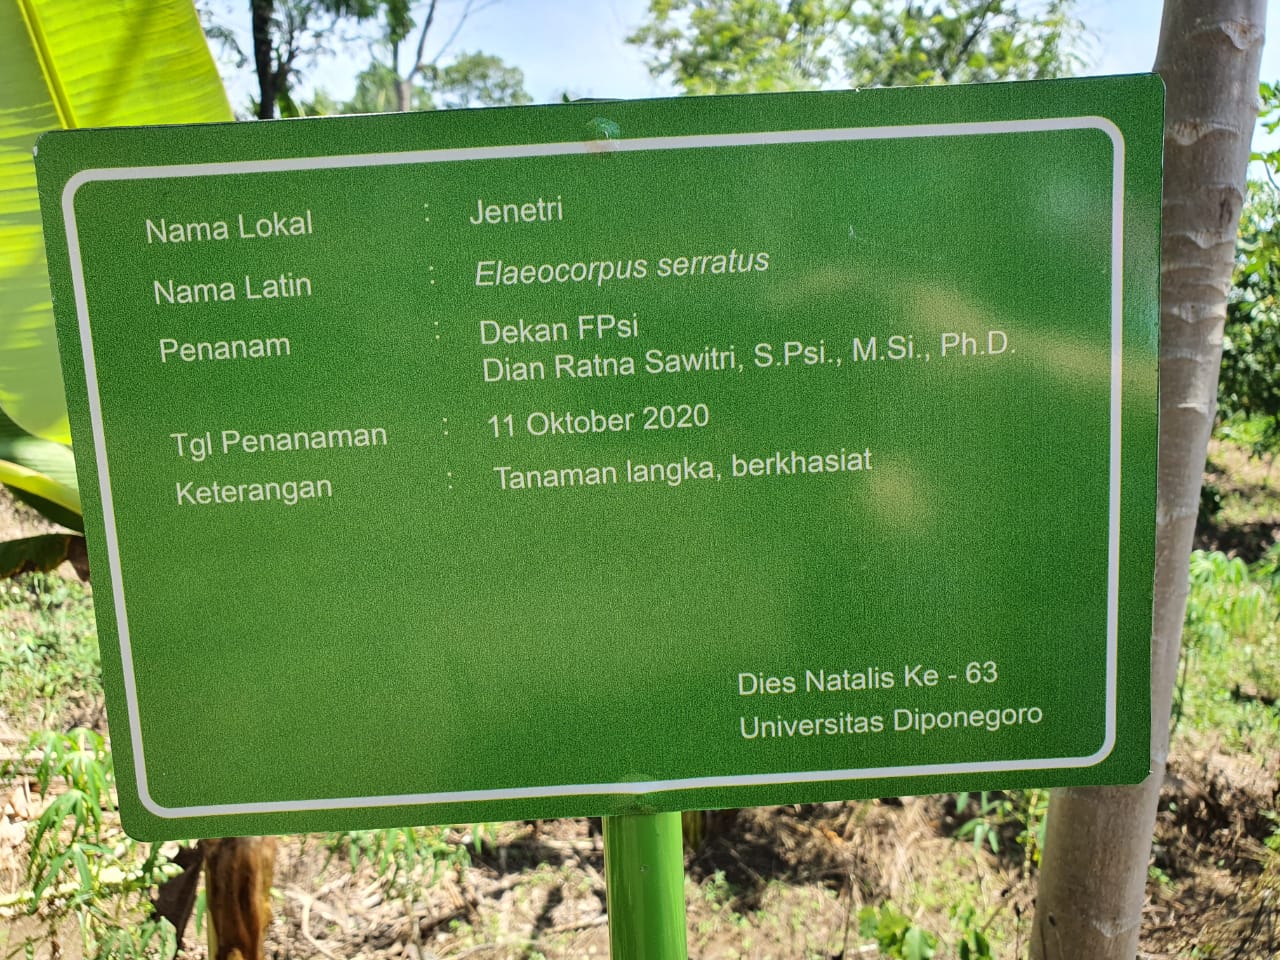 Nama Lokal : Jenetri
Nama Latin : Elaeocorpus serratus
Penanam : Dekan FPsi
Dian Ratna Sawitri, S.Psi., M.Si., Ph.D.
Tgl Penanaman : 11 Oktober 2020
Keterangan : Tanaman langka, berkhasiat
Dies Natalis Ke - 63
Universitas Diponegoro